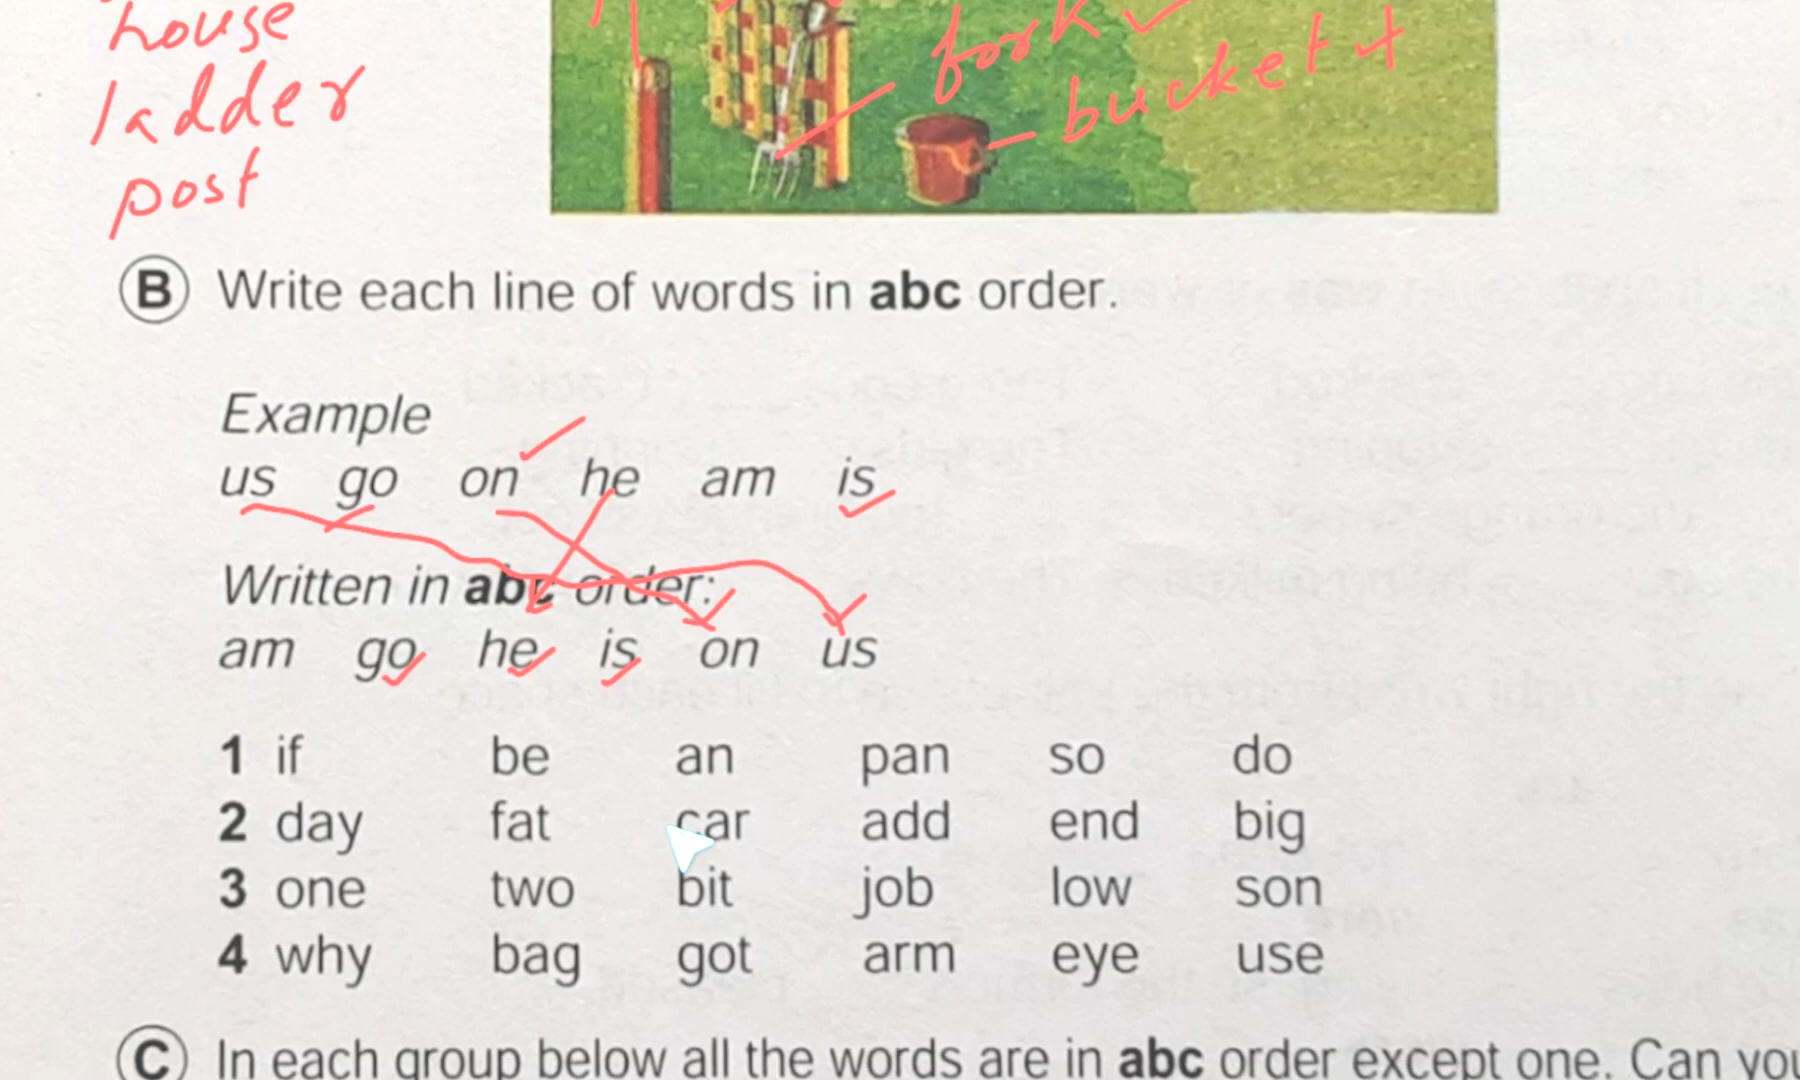 house
ladder
post
fork
bucket
B Write each line of words in abc order.
Example
us go on he am is
Written in abc order:
am go he is on us
1 if be an pan so do
2 day fat car add end big
3 one two bit job low son
4 why bag got arm eye use
C In each group below all the words are in abc order except one. Can you